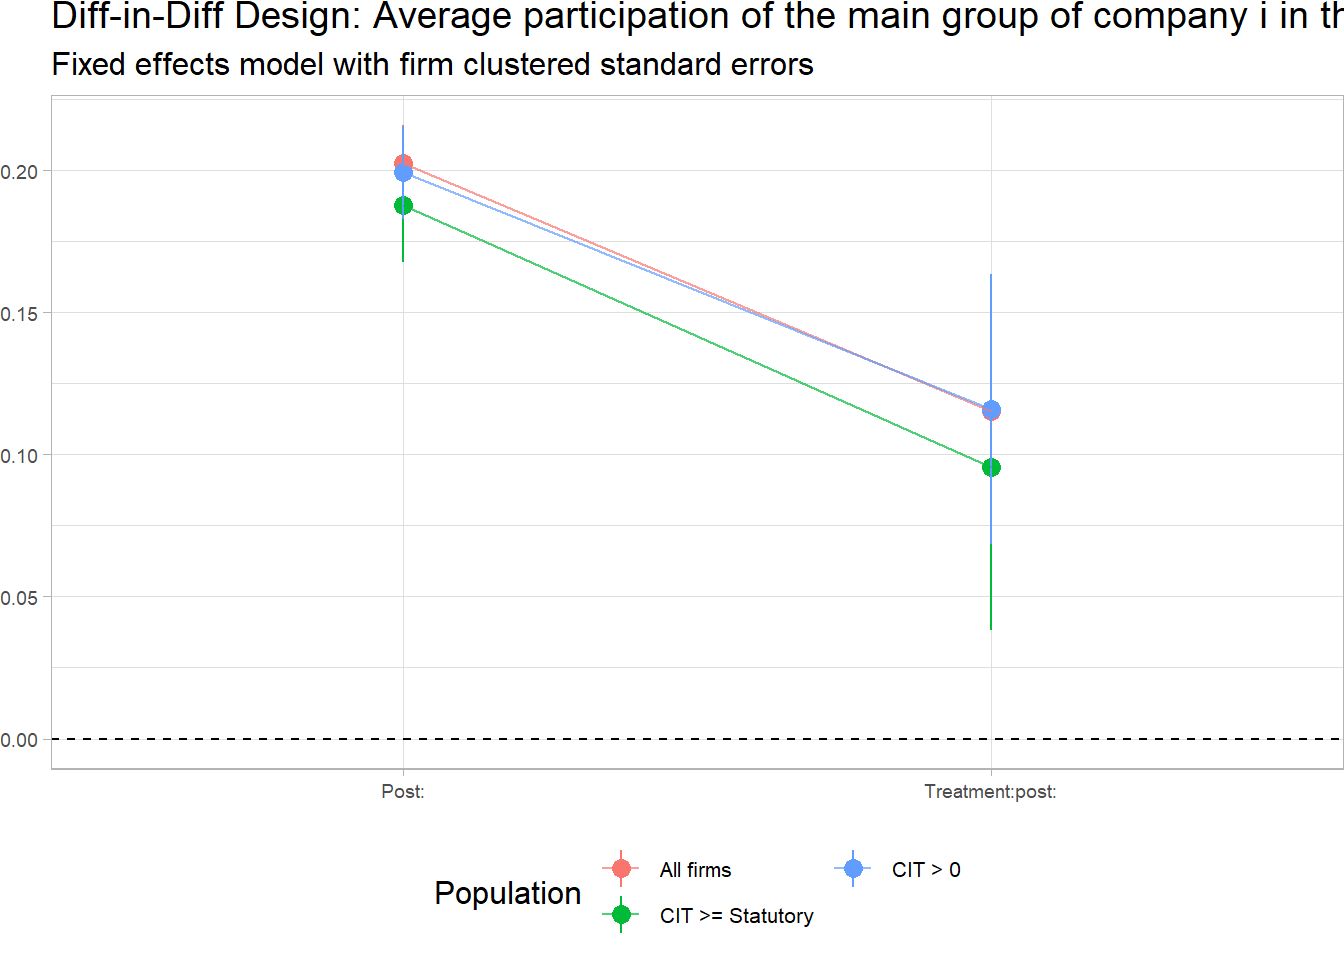 Diff-in-Diff Design: Average participation of the main group of company i in th
Fixed effects model with firm clustered standard errors
0.20
0.15
0.10
0.05
0.00
Post:
Treatment:post:
Population
All firms
CIT > 0
CIT >= Statutory